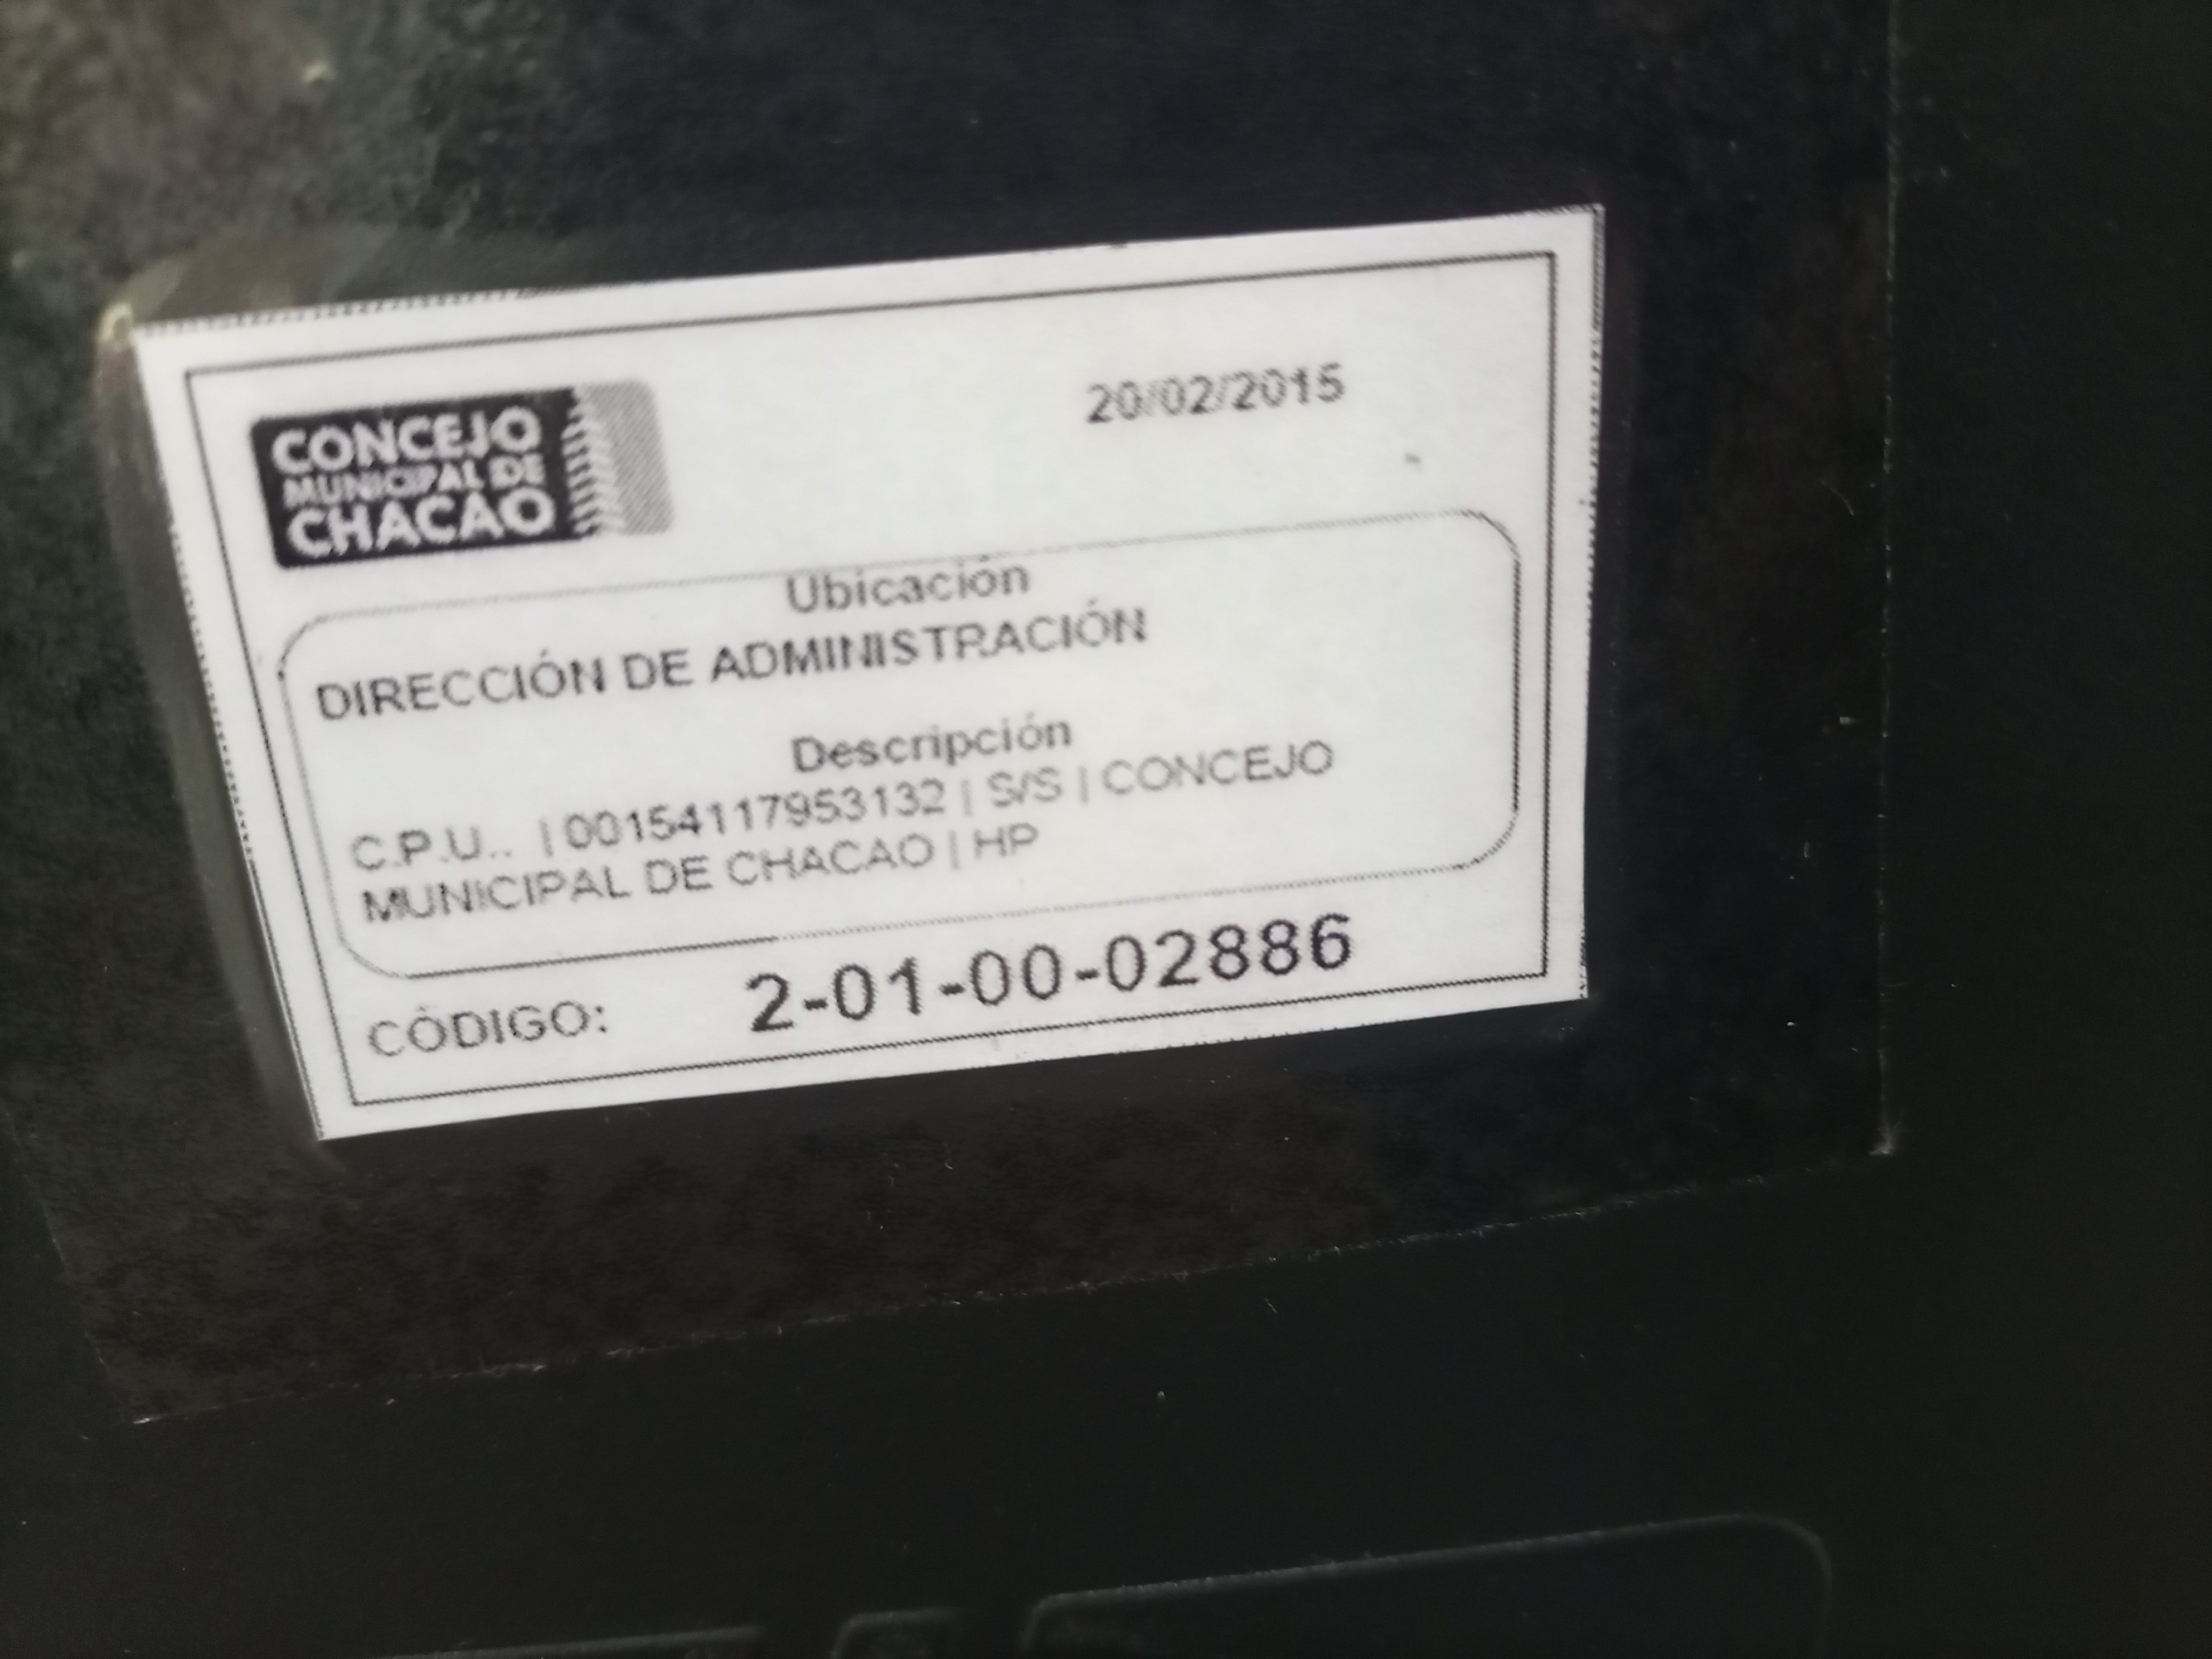 CONCEJO
MUNICIPAL DE
CHACAO
20/02/2015
Ubicación
DIRECCIÓN DE ADMINISTRACIÓN
Descripción
C.P.U.. | 00154117953132 | S/S | CONCEJO
MUNICIPAL DE CHACAO | HP
CÓDIGO: 2-01-00-02886